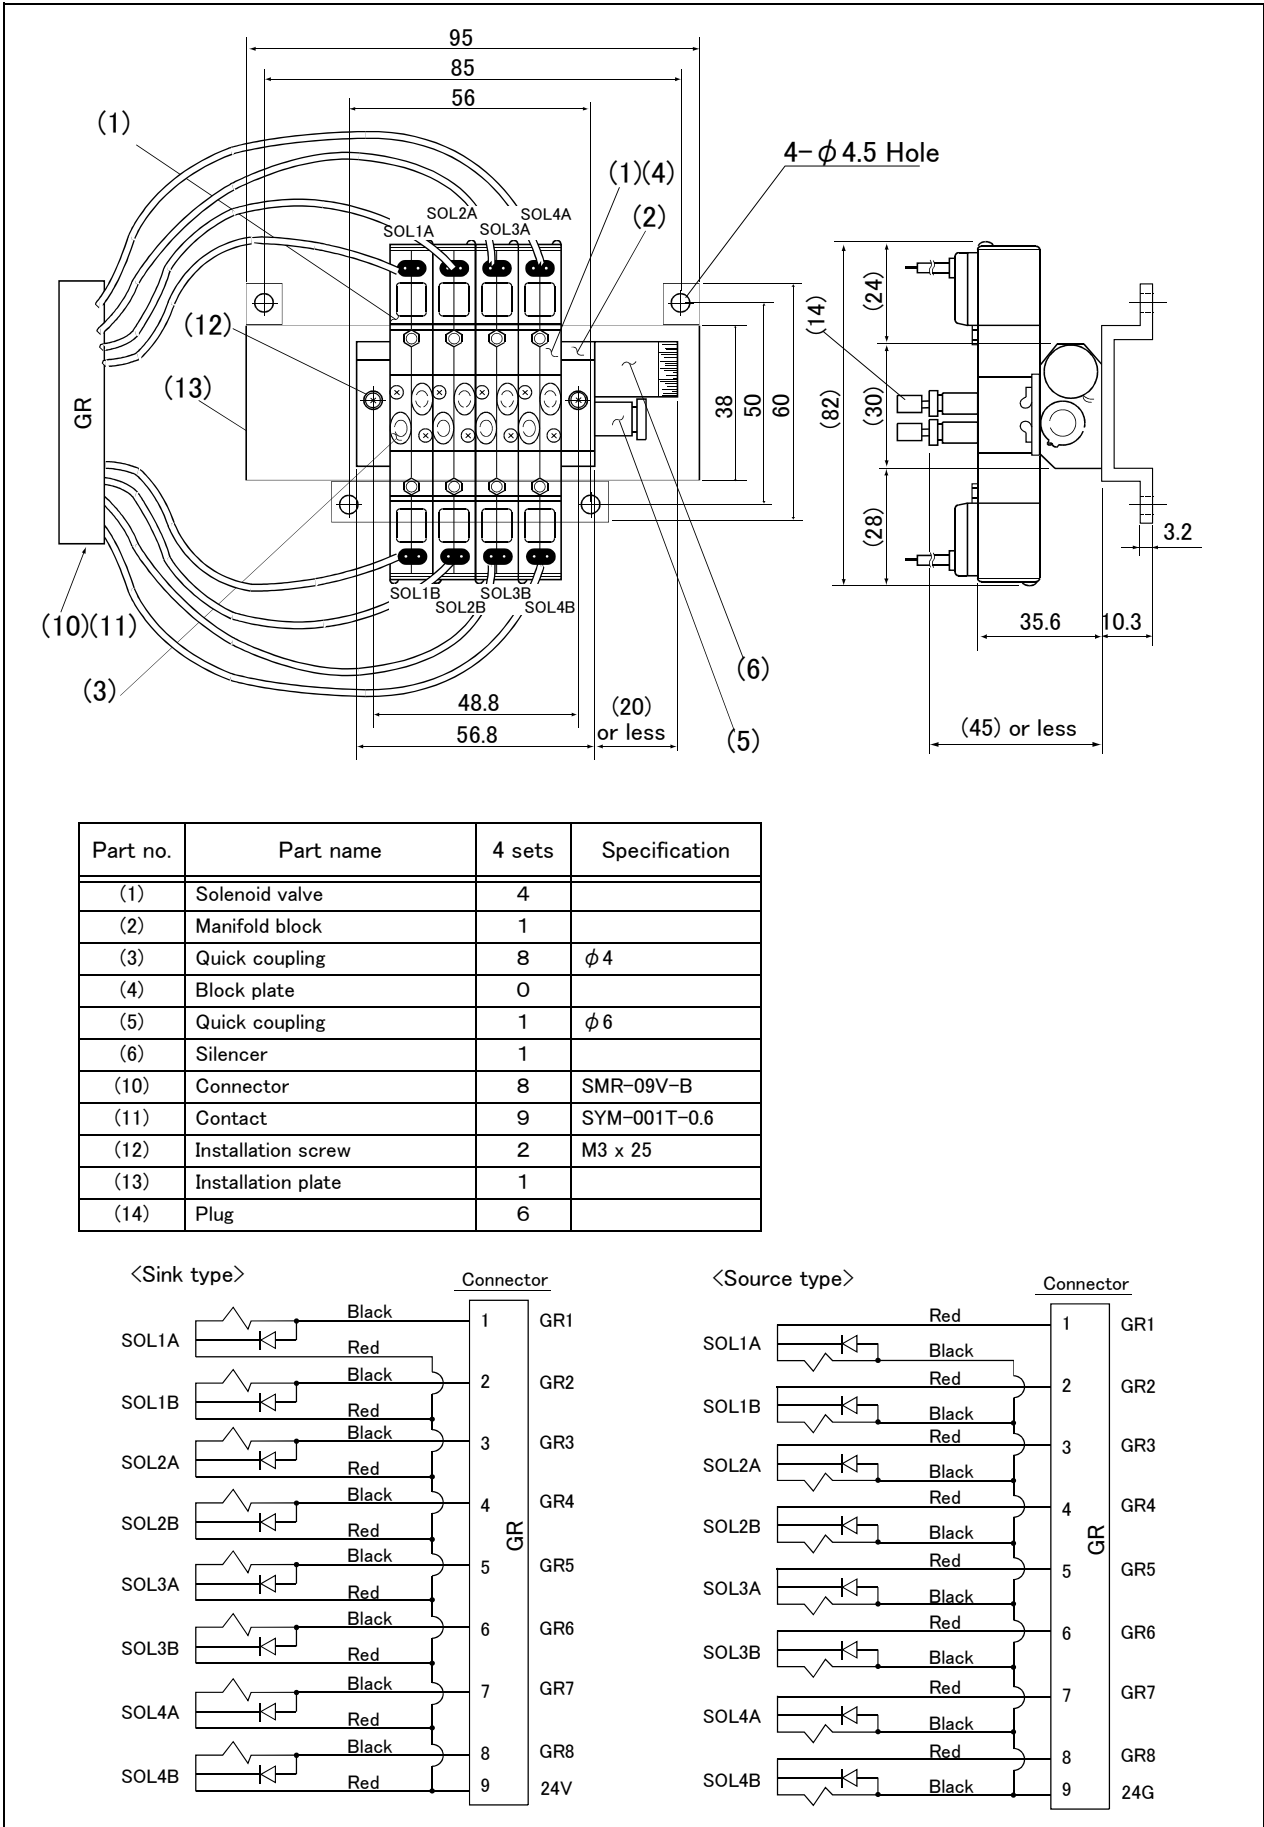 95
85
56
(1)
4-φ4.5 Hole
(1)(4)
(2)
SOL2A
SOL4A
SOL1A
SOL3A
(12)
(13)
(14)
(24)
(82)
(30)
(28)
38
50
60
GR
3.2
35.6
10.3
SOL1B
SOL3B
SOL2B
SOL4B
(10)(11)
(3)
(6)
48.8
(20)
or less
56.8
(5)
(45) or less
Part no. Part name 4 sets Specification
(1) Solenoid valve 4
(2) Manifold block 1
(3) Quick coupling 8 φ4
(4) Block plate 0
(5) Quick coupling 1 φ6
(6) Silencer 1
(10) Connector 8 SMR-09V-B
(11) Contact 9 SYM-001T-0.6
(12) Installation screw 2 M3 x 25
(13) Installation plate 1
(14) Plug 6
<Sink type>
Connector
SOL1A Black 1 GR1
Red
SOL1B Black 2 GR2
Red
SOL2A Black 3 GR3
Red
SOL2B Black 4 GR4
Red
SOL3A Black 5 GR5
Red
SOL3B Black 6 GR6
Red
SOL4A Black 7 GR7
Red
SOL4B Black 8 GR8
Red 9 24V
GR
<Source type>
Connector
SOL1A Red 1 GR1
Black
SOL1B Red 2 GR2
Black
SOL2A Red 3 GR3
Black
SOL2B Red 4 GR4
Black
SOL3A Red 5 GR5
Black
SOL3B Red 6 GR6
Black
SOL4A Red 7 GR7
Black
SOL4B Red 8 GR8
Black 9 24G
GR